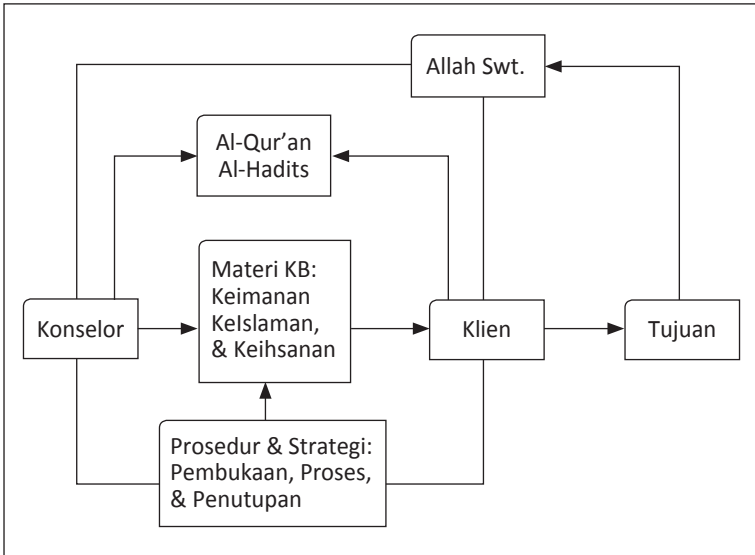 Allah Swt.
Al-Qur’an
Al-Hadits
Konselor
Materi KB:
Keimanan
KeIslaman,
& Keihsanan
Klien
Tujuan
Prosedur & Strategi:
Pembukaan, Proses,
& Penutupan